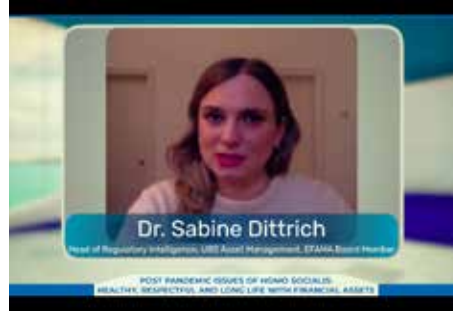 Dr. Sabine Dittrich
Head of Regulatory Intelligence, UBS Asset Management, EFAMA Board Member
POST PANDEMIC ISSUES OF HOMO SOCIALIS:
HEALTHY, RESPECTFUL AND LONG LIFE WITH FINANCIAL ASSETS